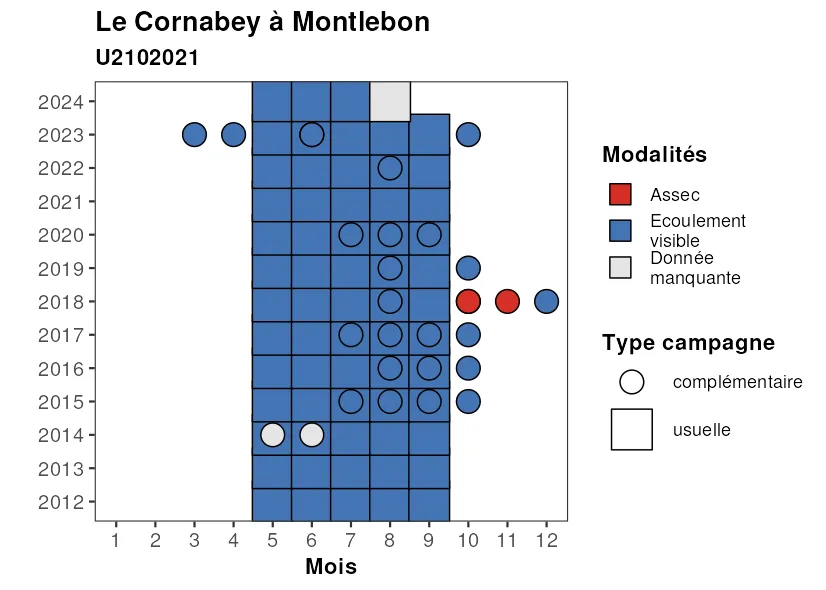 Le Cornabey à Montlebon
U2102021
2024
2023
2022
2021
2020
2019
2018
2017
2016
2015
2014
2013
2012
1 2 3 4 5 6 7 8 9 10 11 12
Mois
Modalités
Assec
Ecoulement
visible
Donnée
manquante
Type campagne
complémentaire
usuelle